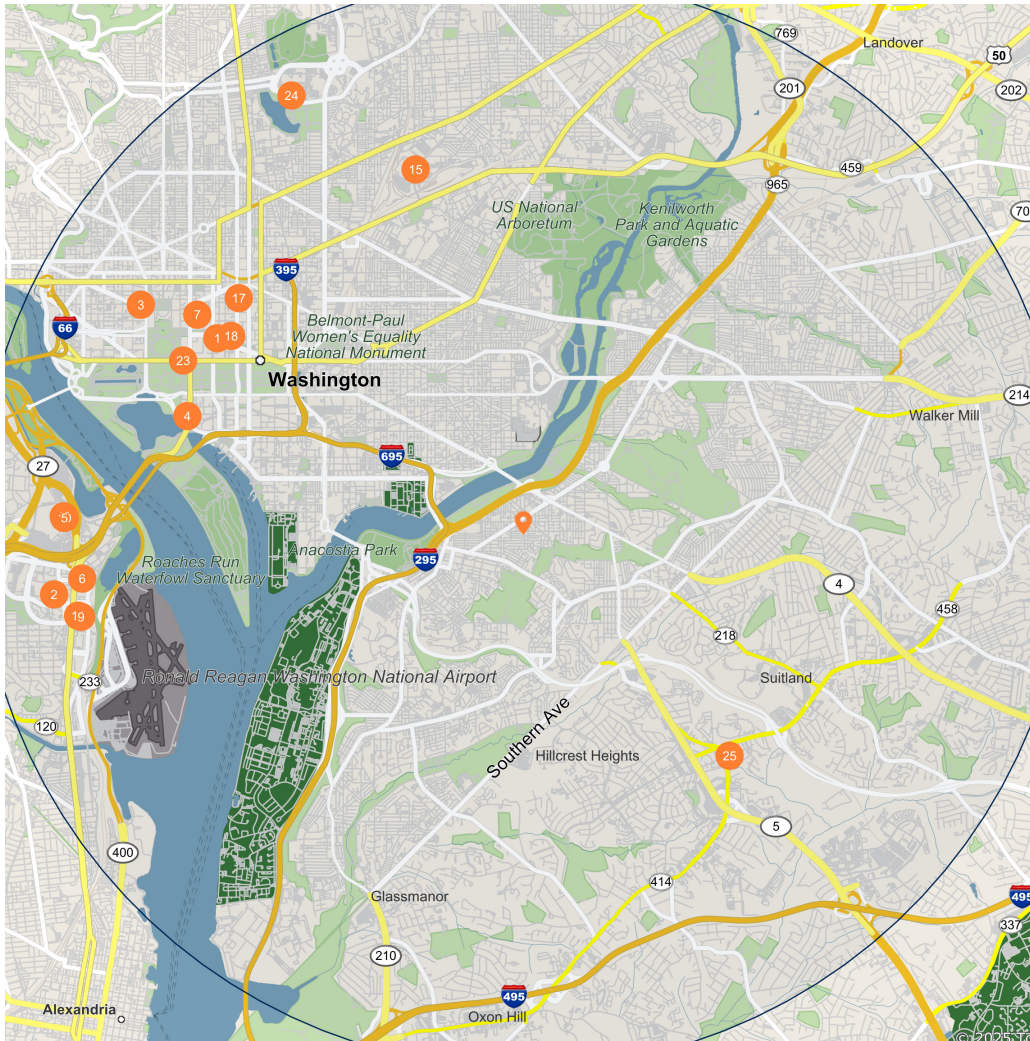 769
Landover
50
24
201
202
15
459
965
US National
Arboretum
Kenilworth
Park and Aquatic
Gardens
70
395
17
3
7
66
Belmont-Paul
Women's Equality
National Monument
1
18
23
Washington
214
4
Walker Mill
695
27
5
Anacostia Park
295
Roaches Run
Waterfowl Sanctuary
6
2
19
4
458
218
Ronald Reagan Washington National Airport
Suitland
233
120
Southern Ave
Hillcrest Heights
25
5
400
414
Glassmanor
495
337
210
495
Alexandria
Oxon Hill
© 2025 T